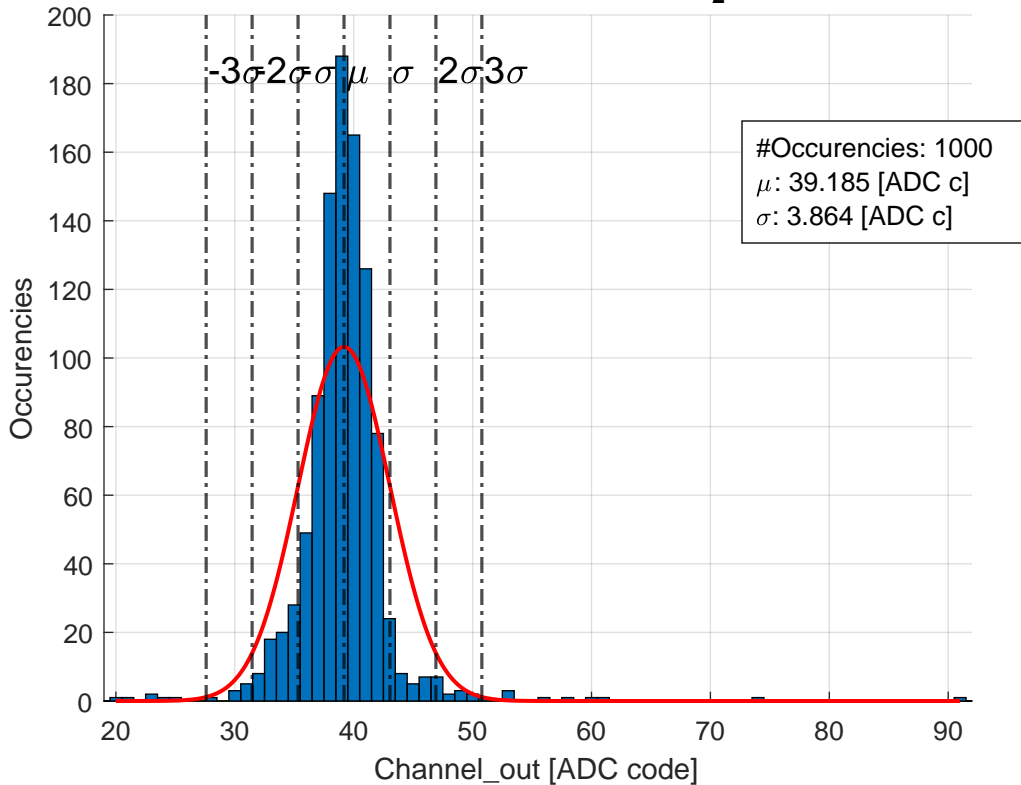 2
200
180
160
140
120
100
80
60
40
20
0
-3σ -2σ -σ μ σ 2σ 3σ
#Occurencies: 1000
μ: 39.185 [ADC c]
σ: 3.864 [ADC c]
Occurencies
20 30 40 50 60 70 80 90
Channel_out [ADC code]